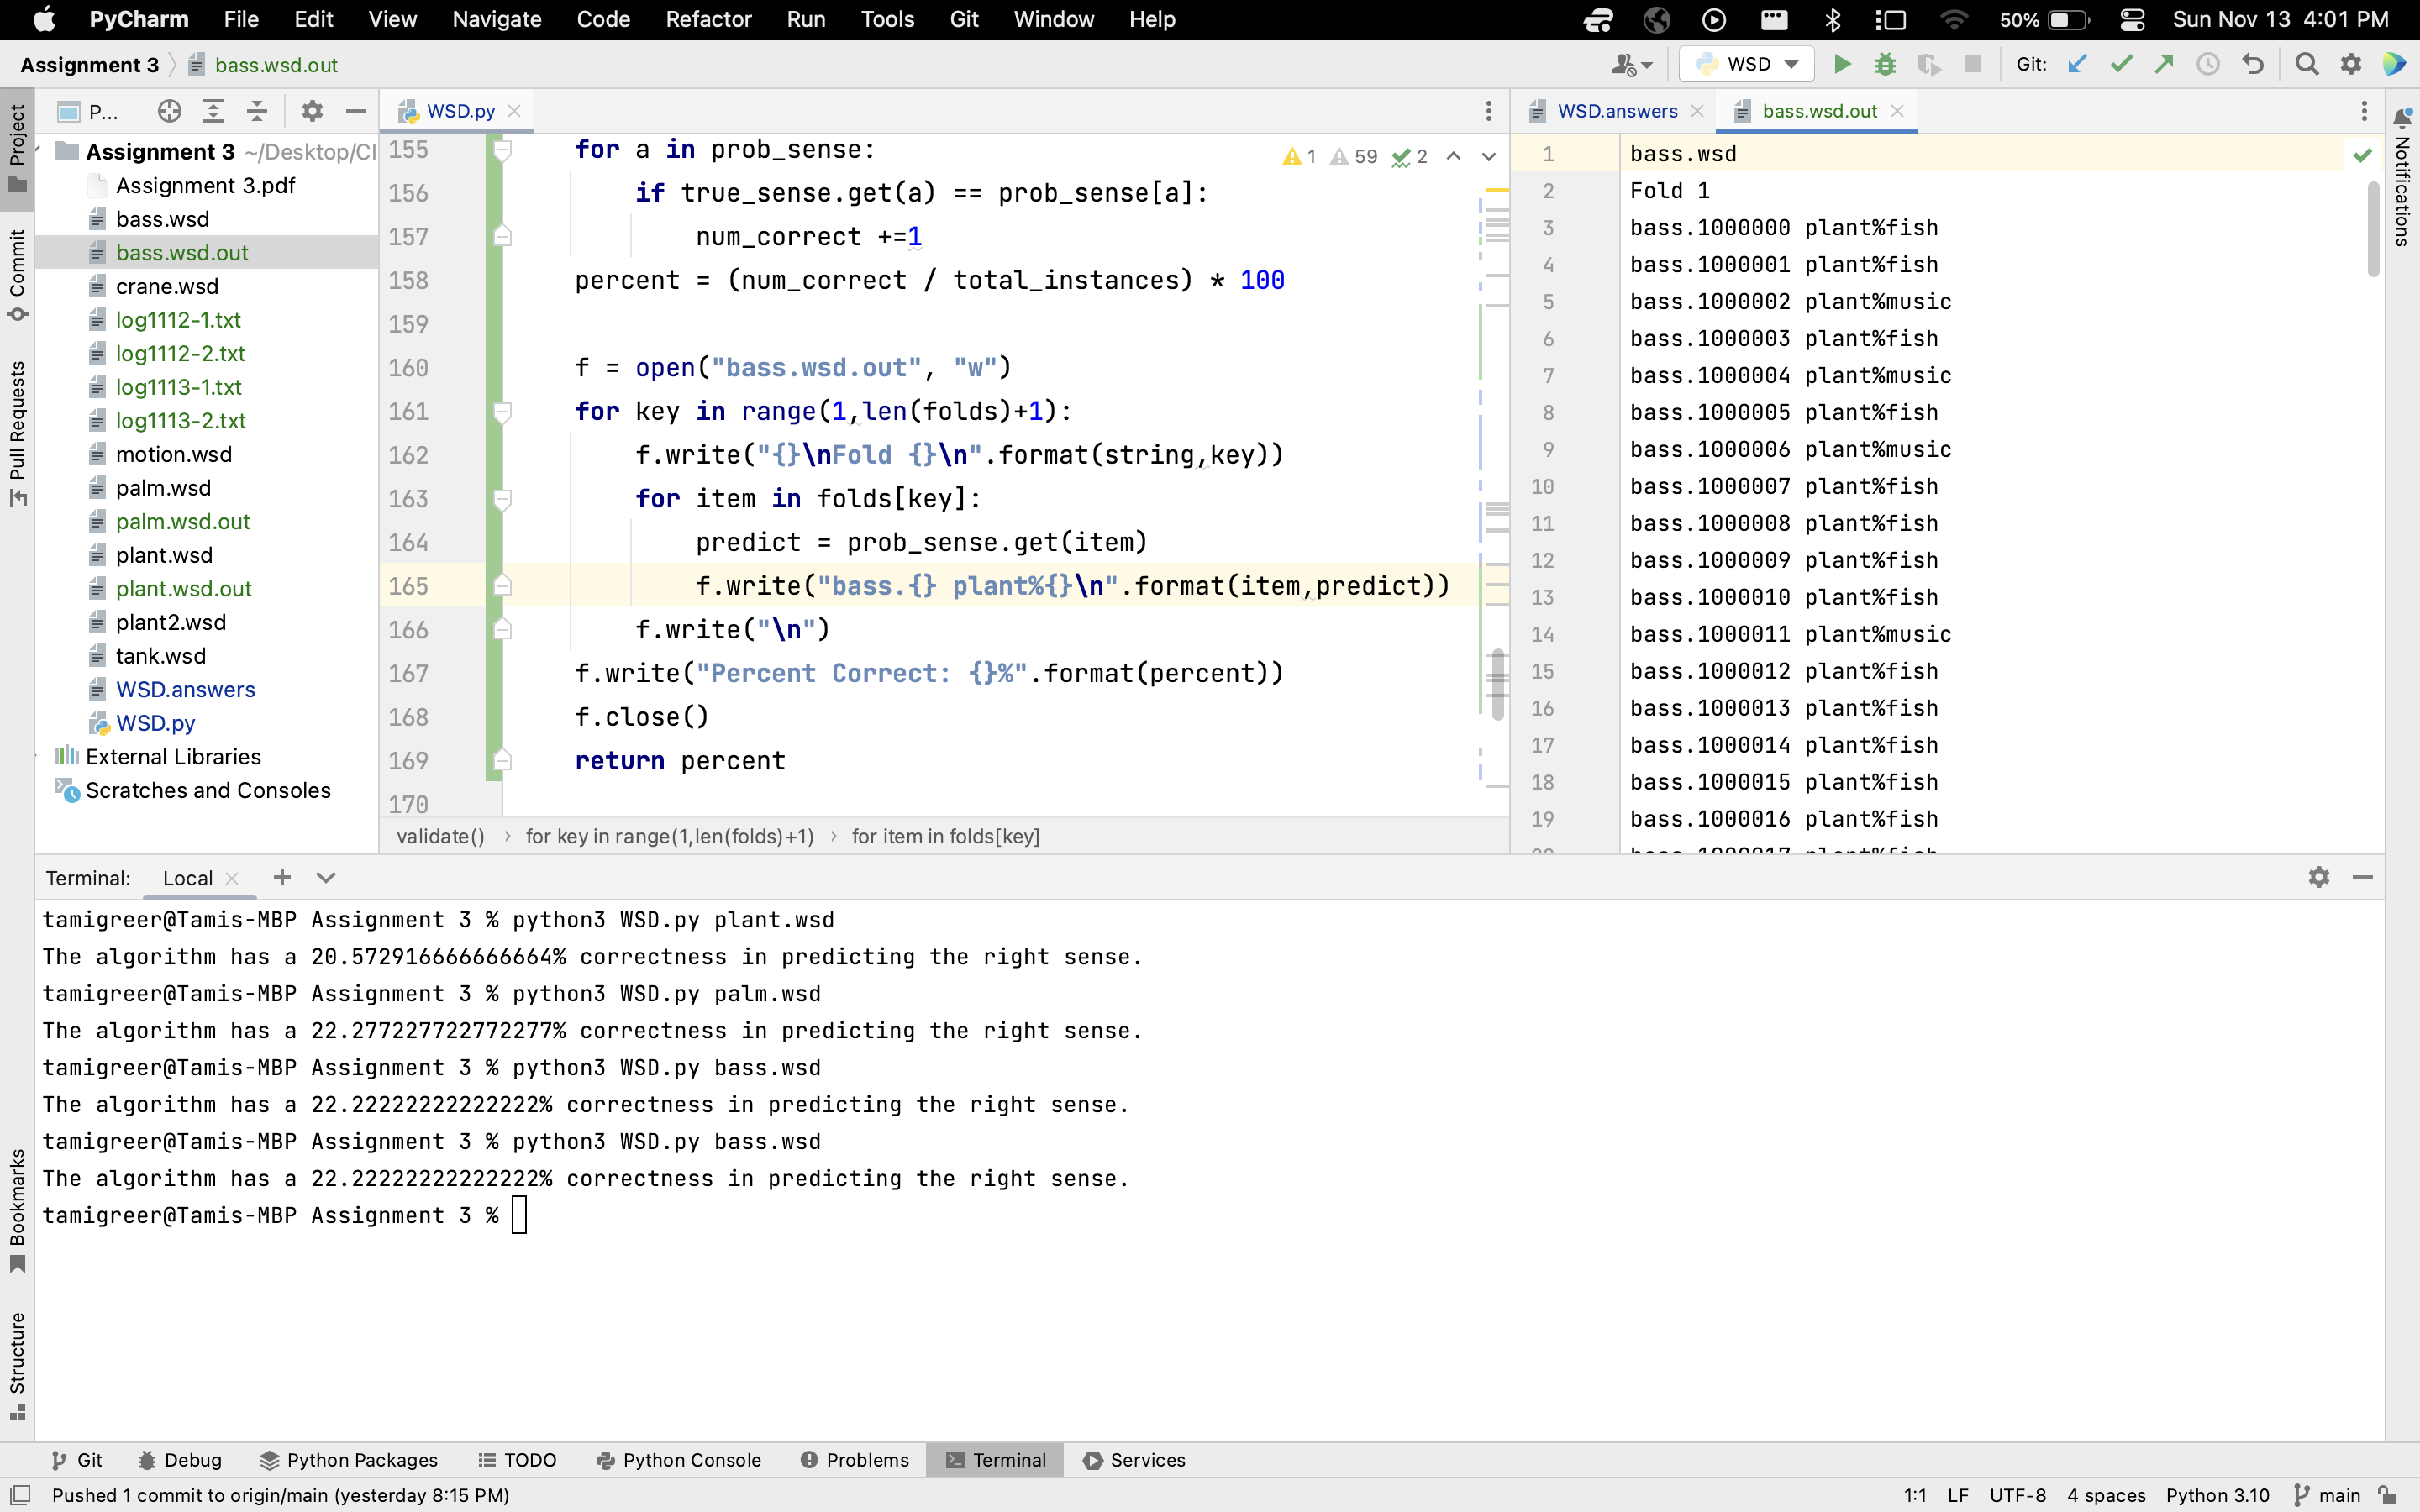 PyCharm File Edit View Navigate Code Refactor Run Tools Git Window Help 50% Sun Nov 13 4:01 PM
Assignment 3 bass.wsd.out WSD Git:
P... WSD.py WSD.answers bass.wsd.out
Project
Commit
Pull Requests
Bookmarks
Structure
Notifications
Assignment 3 ~/Desktop/Cl
Assignment 3.pdf
bass.wsd
bass.wsd.out
crane.wsd
log1112-1.txt
log1112-2.txt
log1113-1.txt
log1113-2.txt
motion.wsd
palm.wsd
palm.wsd.out
plant.wsd
plant.wsd.out
plant2.wsd
tank.wsd
WSD.answers
WSD.py
External Libraries
Scratches and Consoles
1 59 2
155 for a in prob_sense:
156 if true_sense.get(a) == prob_sense[a]:
157 num_correct +=1
158 percent = (num_correct / total_instances) * 100
159
160 f = open("bass.wsd.out", "w")
161 for key in range(1,len(folds)+1):
162 f.write("{}\nFold {}\n".format(string,key))
163 for item in folds[key]:
164 predict = prob_sense.get(item)
165 f.write("bass.{} plant%{}\n".format(item,predict))
166 f.write("\n")
167 f.write("Percent Correct: {}%".format(percent))
168 f.close()
169 return percent
170
validate() › for key in range(1,len(folds)+1) › for item in folds[key]
1 bass.wsd
2 Fold 1
3 bass.1000000 plant%fish
4 bass.1000001 plant%fish
5 bass.1000002 plant%music
6 bass.1000003 plant%fish
7 bass.1000004 plant%music
8 bass.1000005 plant%fish
9 bass.1000006 plant%music
10 bass.1000007 plant%fish
11 bass.1000008 plant%fish
12 bass.1000009 plant%fish
13 bass.1000010 plant%fish
14 bass.1000011 plant%music
15 bass.1000012 plant%fish
16 bass.1000013 plant%fish
17 bass.1000014 plant%fish
18 bass.1000015 plant%fish
19 bass.1000016 plant%fish
20 bass.1000017 plant%fish
Terminal: Local
tamigreer@Tamis-MBP Assignment 3 % python3 WSD.py plant.wsd
The algorithm has a 20.572916666666664% correctness in predicting the right sense.
tamigreer@Tamis-MBP Assignment 3 % python3 WSD.py palm.wsd
The algorithm has a 22.277227722772277% correctness in predicting the right sense.
tamigreer@Tamis-MBP Assignment 3 % python3 WSD.py bass.wsd
The algorithm has a 22.22222222222222% correctness in predicting the right sense.
tamigreer@Tamis-MBP Assignment 3 % python3 WSD.py bass.wsd
The algorithm has a 22.22222222222222% correctness in predicting the right sense.
tamigreer@Tamis-MBP Assignment 3 %
Git Debug Python Packages TODO Python Console Problems Terminal Services
Pushed 1 commit to origin/main (yesterday 8:15 PM) 1:1 LF UTF-8 4 spaces Python 3.10 main